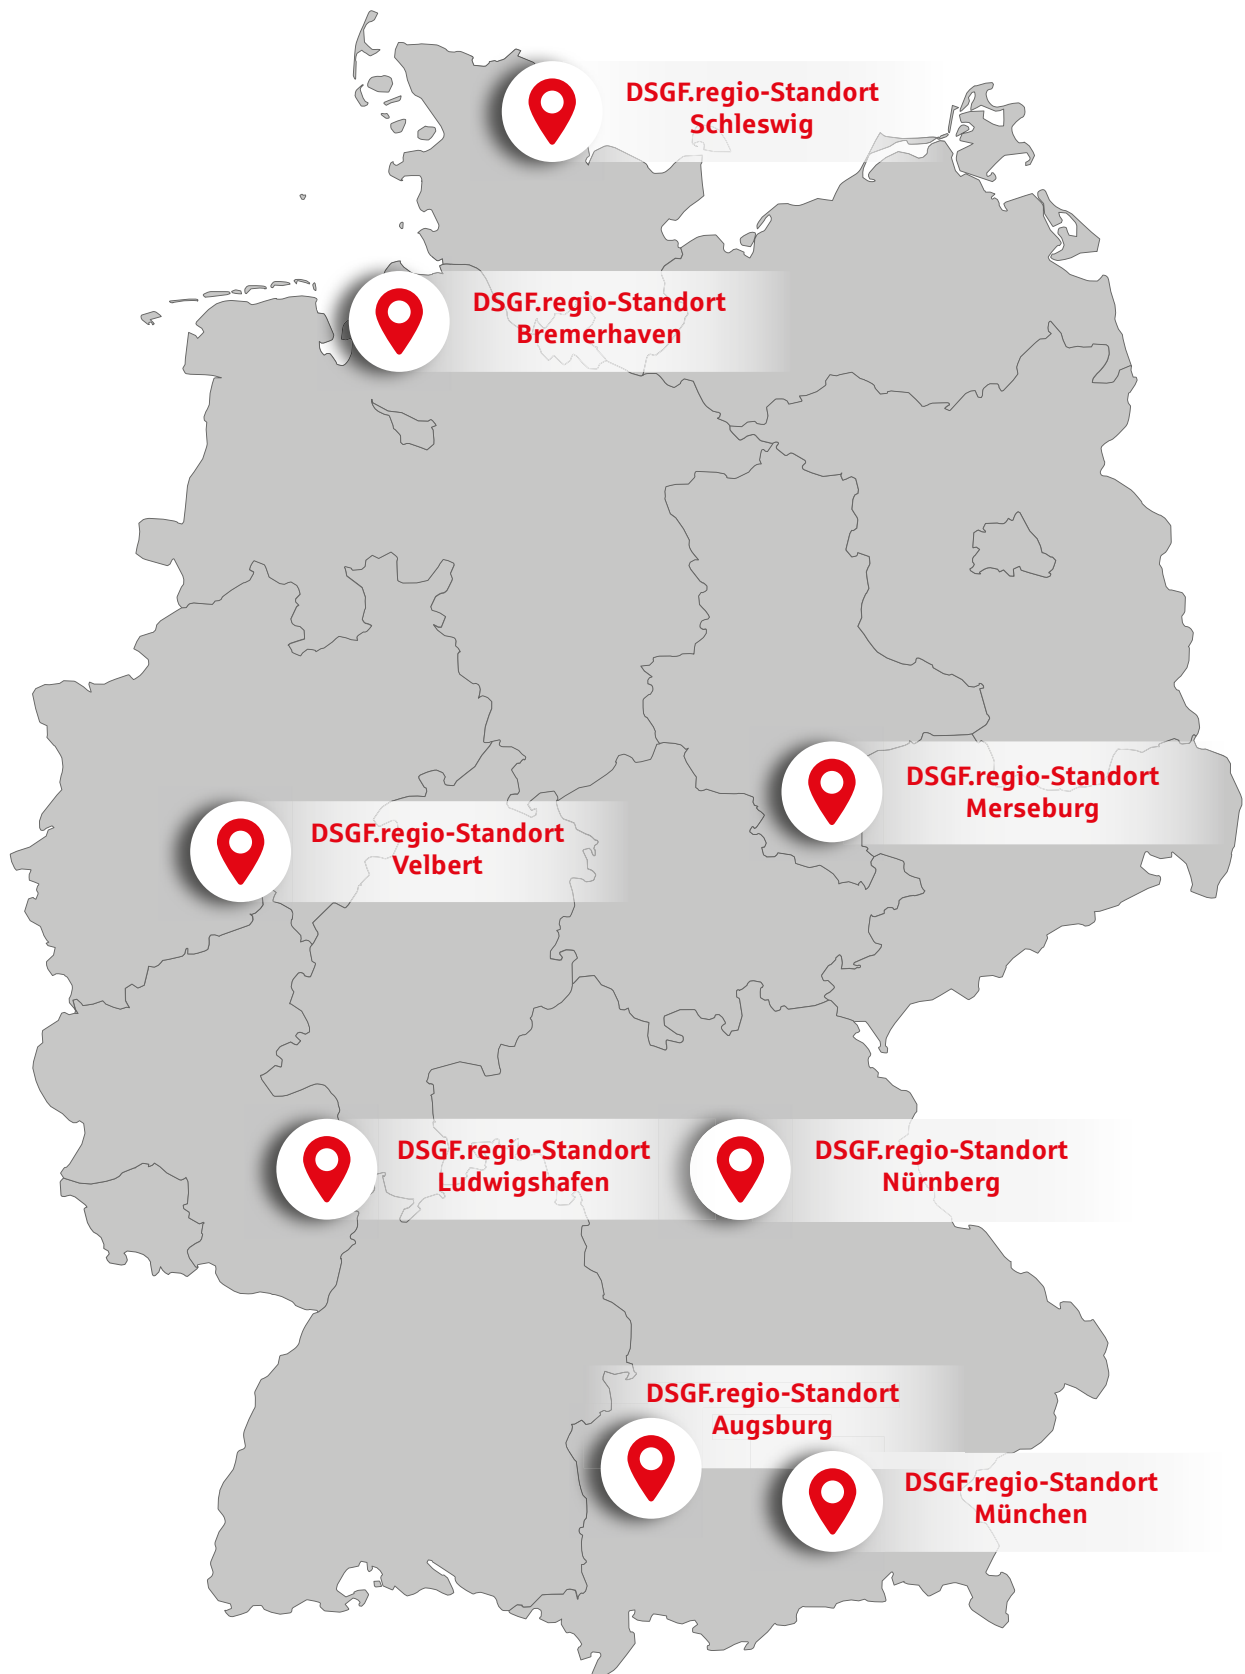 DSGF.regio-Standort
Schleswig
DSGF.regio-Standort
Bremerhaven
DSGF.regio-Standort
Merseburg
DSGF.regio-Standort
Velbert
DSGF.regio-Standort
Ludwigshafen
DSGF.regio-Standort
Nürnberg
DSGF.regio-Standort
Augsburg
DSGF.regio-Standort
München